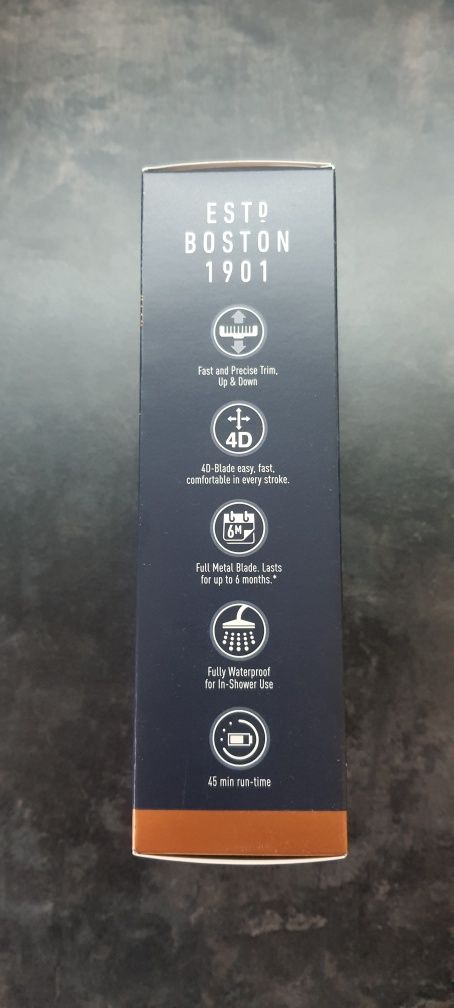 ESTD
BOSTON
1901
Fast and Precise Trim,
Up & Down
4D
4D-Blade easy, fast,
comfortable in every stroke.
6M
Full Metal Blade. Lasts
for up to 6 months.*
Fully Waterproof
for In-Shower Use
45 min run-time